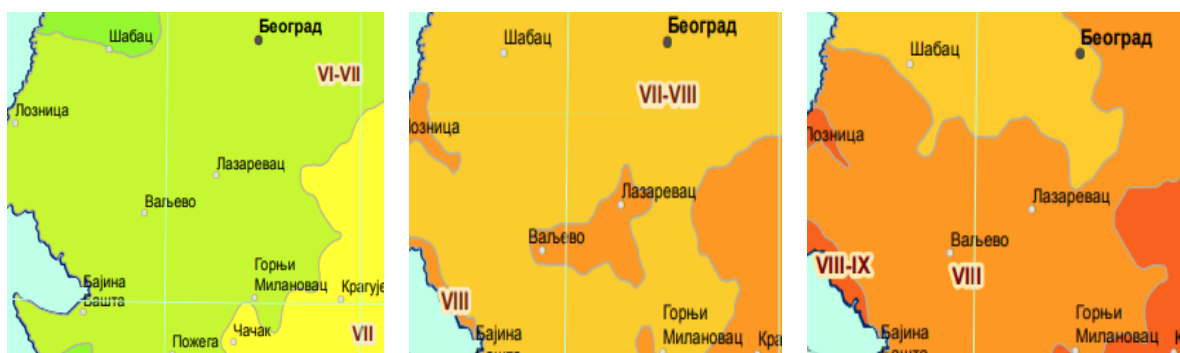 Београд
Шабац
VI-VII
Лозница
Лазаревац
Ваљево
Бајина
Башта
Горњи
Милановац
Крагује
Чачак
VII
Пожега
Београд
Шабац
VII-VIII
Лозница
Лазаревац
Ваљево
VIII
Горњи
Милановац
Бајина
Башта
Кра
Београд
Шабац
Лозница
Лазаревац
Ваљево
VIII-IX
VIII
Горњи
Милановац
Бајина
Башта
К